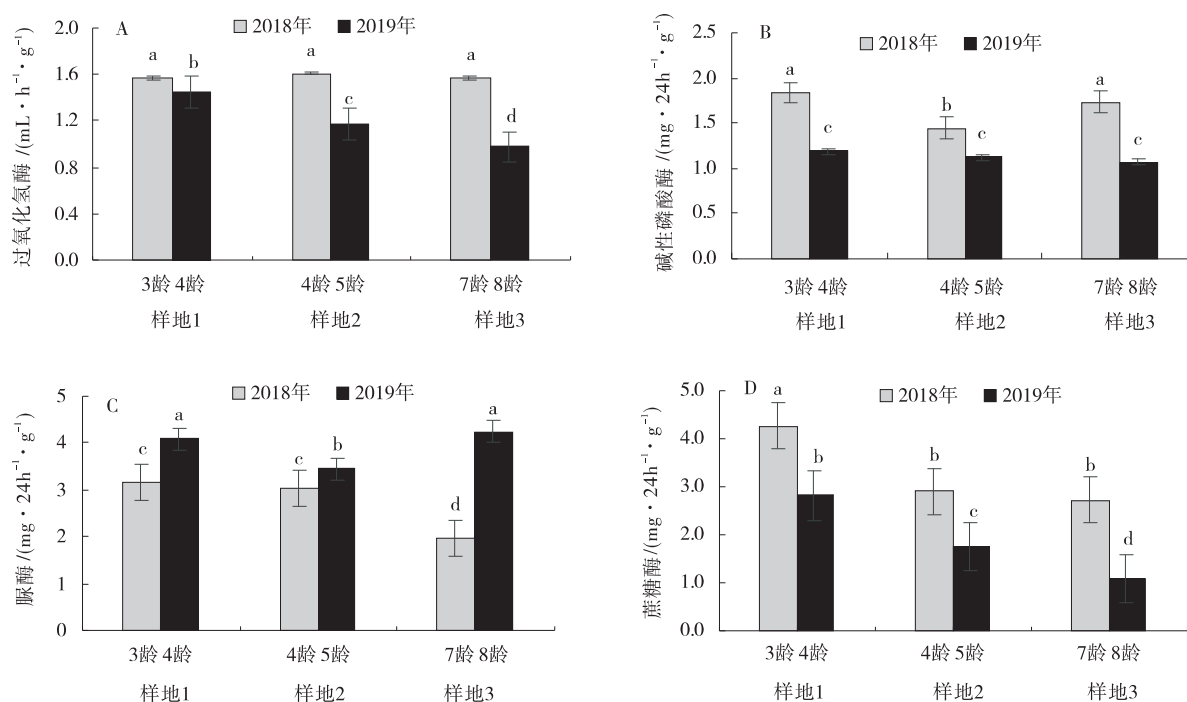 A
2018年 2019年
过氧化氢酶/(mL·h⁻¹·g⁻¹)
2.0
1.6
1.2
0.8
0.4
0.0
a b a c a d
3龄 4龄 4龄 5龄 7龄 8龄
样地1 样地2 样地3
B
2018年 2019年
碱性磷酸酶/(mg·24h⁻¹·g⁻¹)
2.5
2.0
1.5
1.0
0.5
0.0
a c b c a c
3龄 4龄 4龄 5龄 7龄 8龄
样地1 样地2 样地3
C
2018年 2019年
脲酶/(mg·24h⁻¹·g⁻¹)
5
4
3
2
1
0
c a c b d a
3龄 4龄 4龄 5龄 7龄 8龄
样地1 样地2 样地3
D
2018年 2019年
蔗糖酶/(mg·24h⁻¹·g⁻¹)
5.0
4.0
3.0
2.0
1.0
0.0
a b b c b d
3龄 4龄 4龄 5龄 7龄 8龄
样地1 样地2 样地3